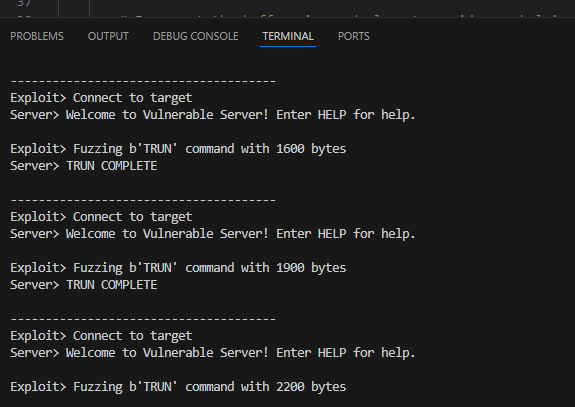 37
PROBLEMS OUTPUT DEBUG CONSOLE TERMINAL PORTS
--------------------------------------
Exploit> Connect to target
Server> Welcome to Vulnerable Server! Enter HELP for help.
Exploit> Fuzzing b'TRUN' command with 1600 bytes
Server> TRUN COMPLETE
--------------------------------------
Exploit> Connect to target
Server> Welcome to Vulnerable Server! Enter HELP for help.
Exploit> Fuzzing b'TRUN' command with 1900 bytes
Server> TRUN COMPLETE
--------------------------------------
Exploit> Connect to target
Server> Welcome to Vulnerable Server! Enter HELP for help.
Exploit> Fuzzing b'TRUN' command with 2200 bytes